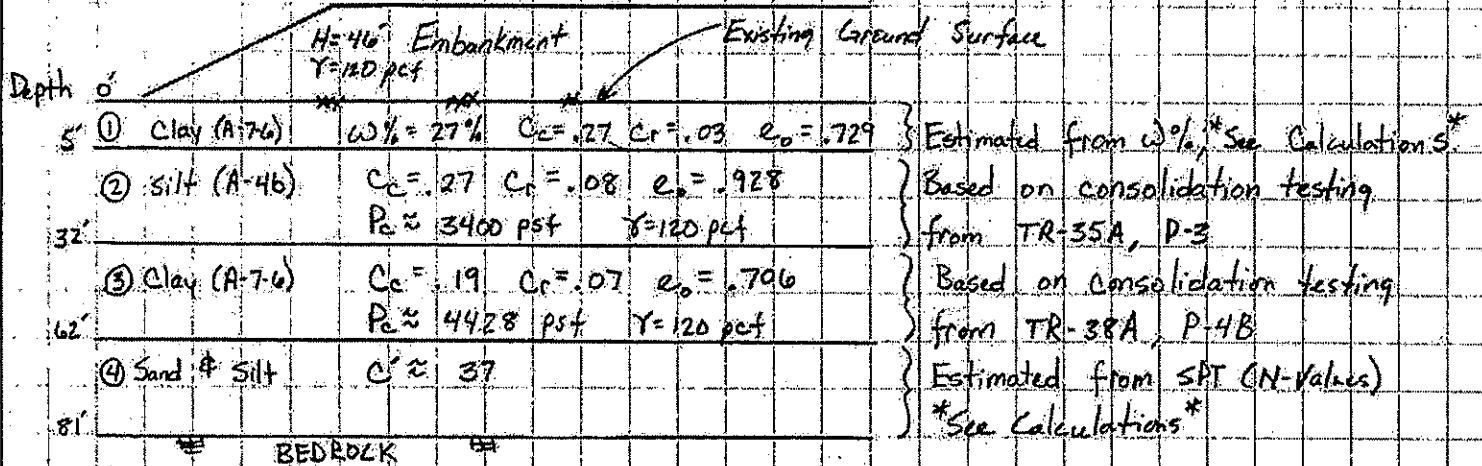 H=46' Embankment
γ=120 pcf
Existing Ground Surface
Depth 0'
5' ① Clay (A-7-6) ω%= 27% Cc= .27 Cr= .03 eo= .729 } Estimated from ω%, *See Calculations*
② Silt (A-4b) Cc= .27 Cr= .08 eo= .928 } Based on consolidation testing
32' Pc ≈ 3400 psf γ=120 pcf from TR-35A, P-3
③ Clay (A-7-6) Cc= .19 Cr= .07 eo= .706 } Based on consolidation testing
62' Pc ≈ 4428 psf γ=120 pcf from TR-38A, P-4B
④ Sand & Silt C' ≈ 37 } Estimated from SPT (N-Values)
81' *See Calculations*
BEDROCK